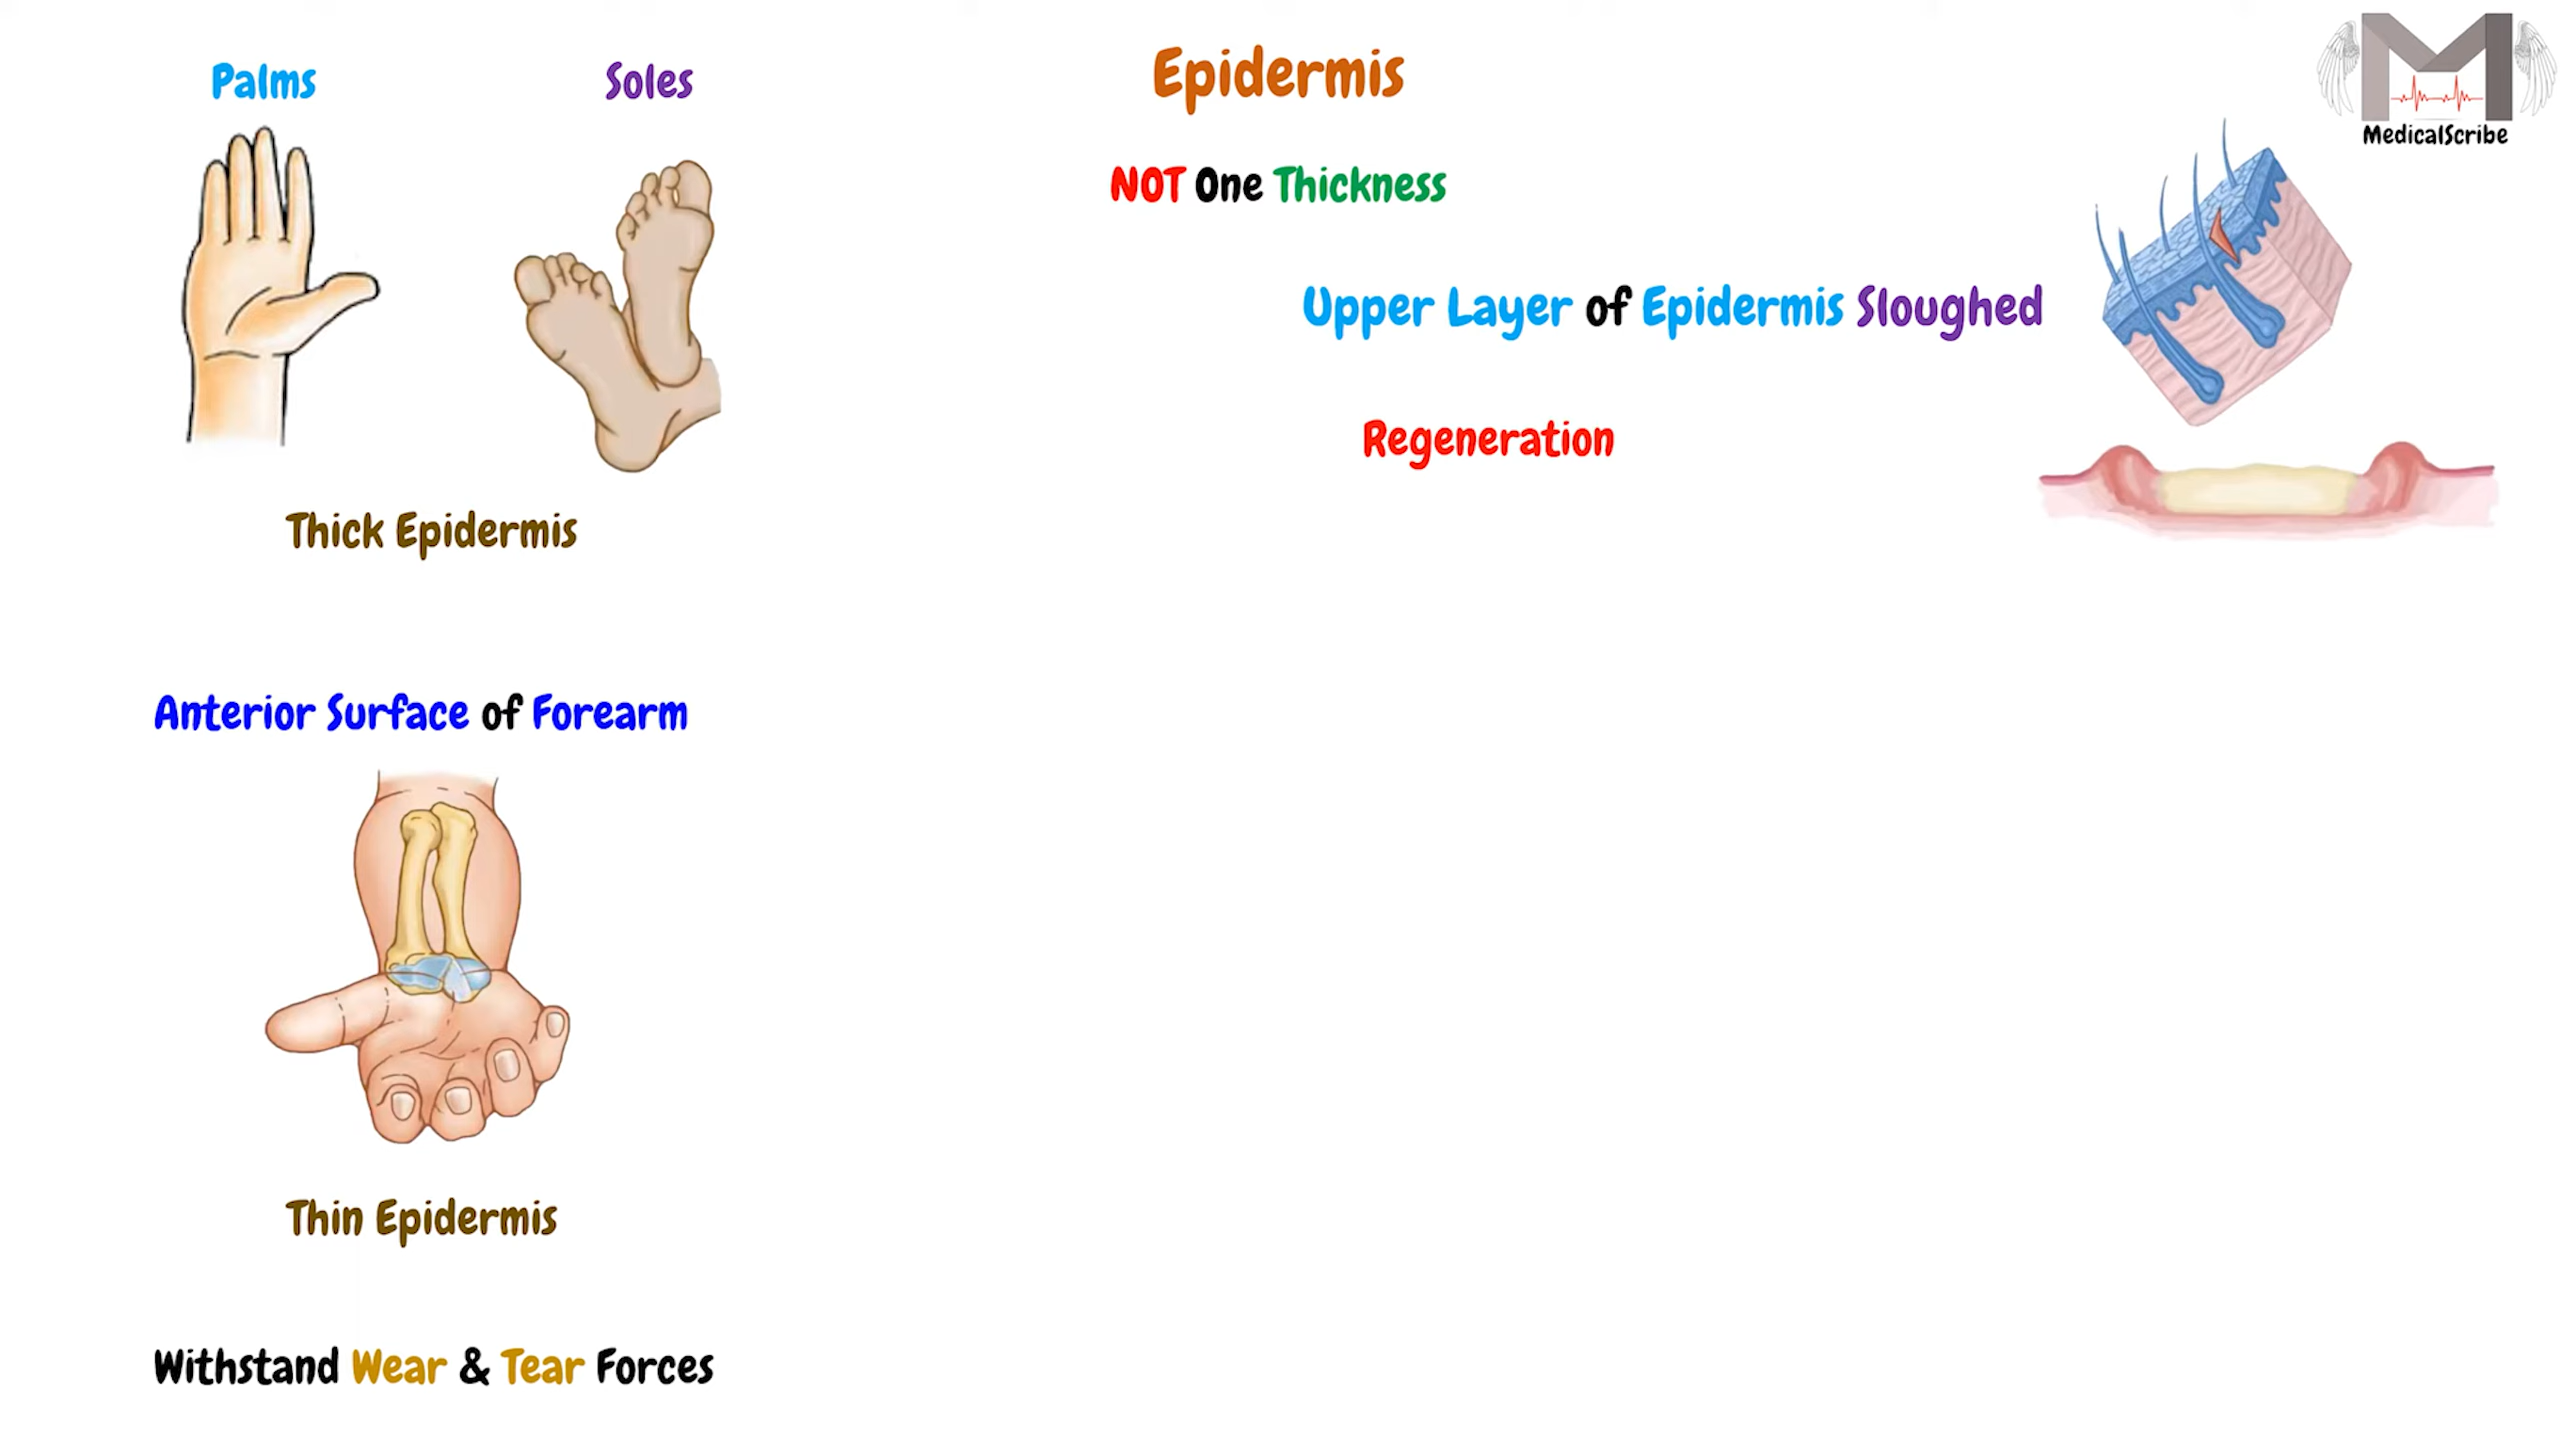 Epidermis
NOT One Thickness
Palms
Soles
Thick Epidermis
Anterior Surface of Forearm
Thin Epidermis
Withstand Wear & Tear Forces
Upper Layer of Epidermis Sloughed
Regeneration
MedicalScribe